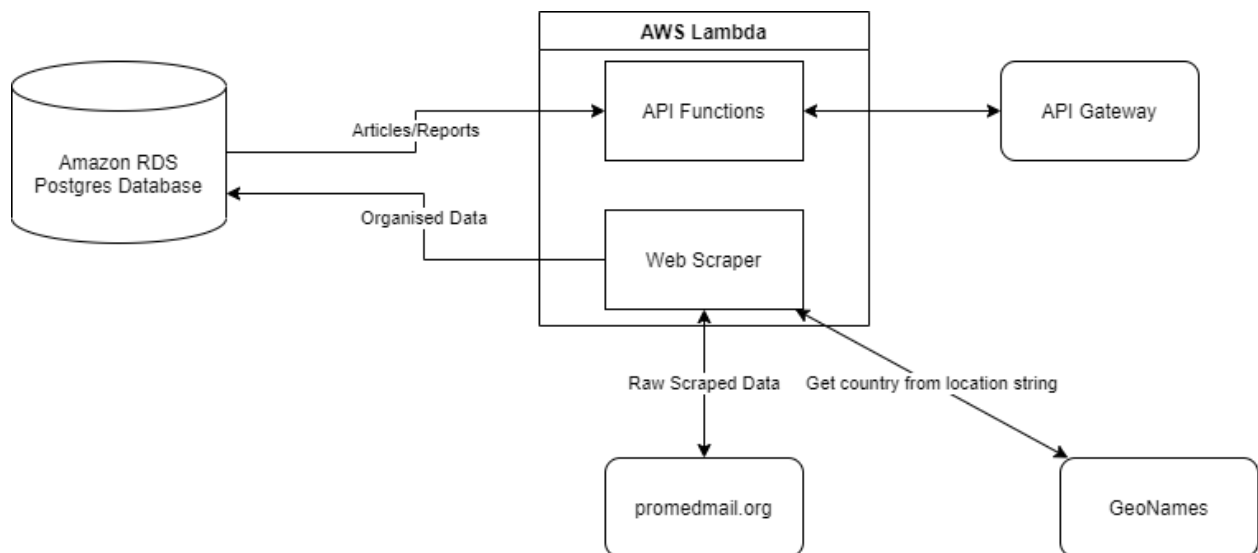 AWS Lambda
API Functions
API Gateway
Articles/Reports
Amazon RDS
Postgres Database
Organised Data
Web Scraper
Raw Scraped Data
Get country from location string
promedmail.org
GeoNames